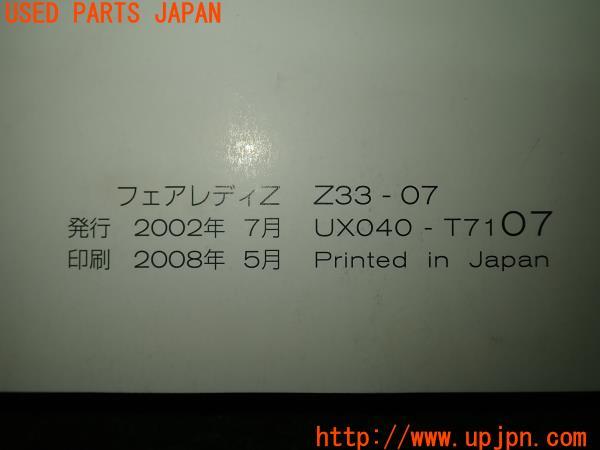 USED PARTS JAPAN
フェアレディZ Z33-07
発行 2002年 7月 UX040-T7107
印刷 2008年 5月 Printed in Japan
http://www.upjpn.com